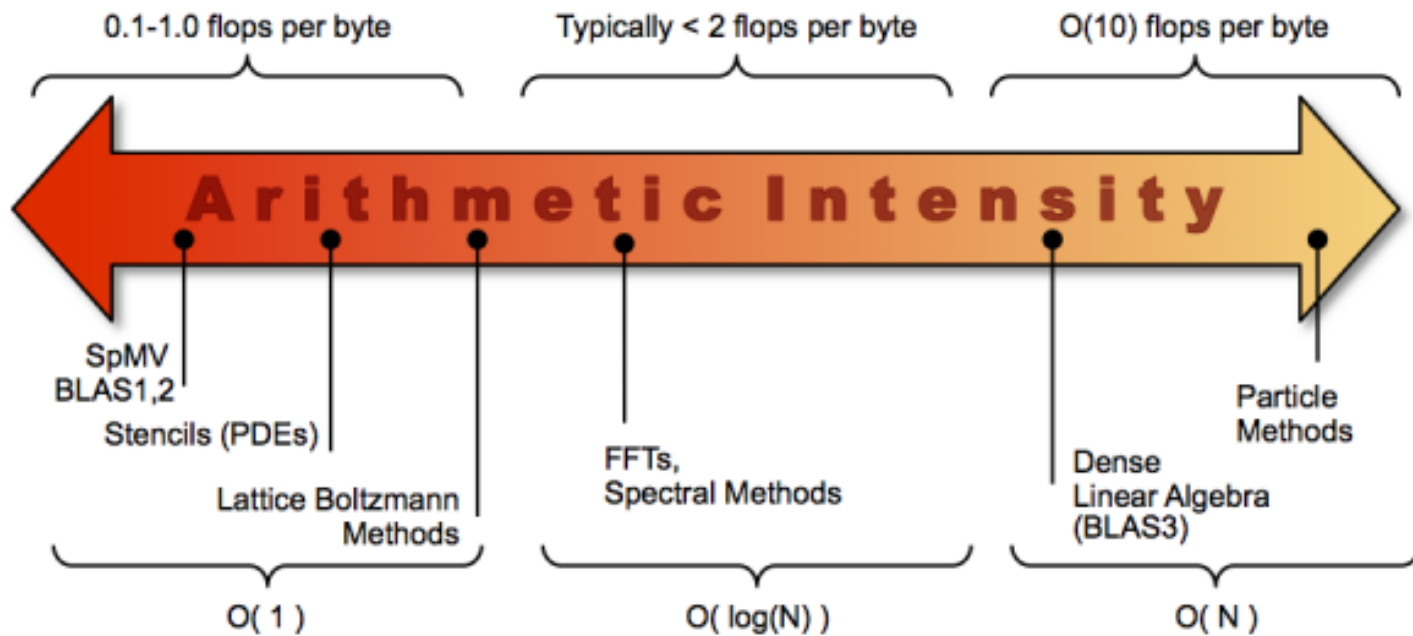 0.1-1.0 flops per byte
Typically < 2 flops per byte
O(10) flops per byte
Arithmetic Intensity
SpMV
BLAS1,2
Stencils (PDEs)
Lattice Boltzmann
Methods
FFTs,
Spectral Methods
Dense
Linear Algebra
(BLAS3)
Particle
Methods
O( 1 )
O( log(N) )
O( N )